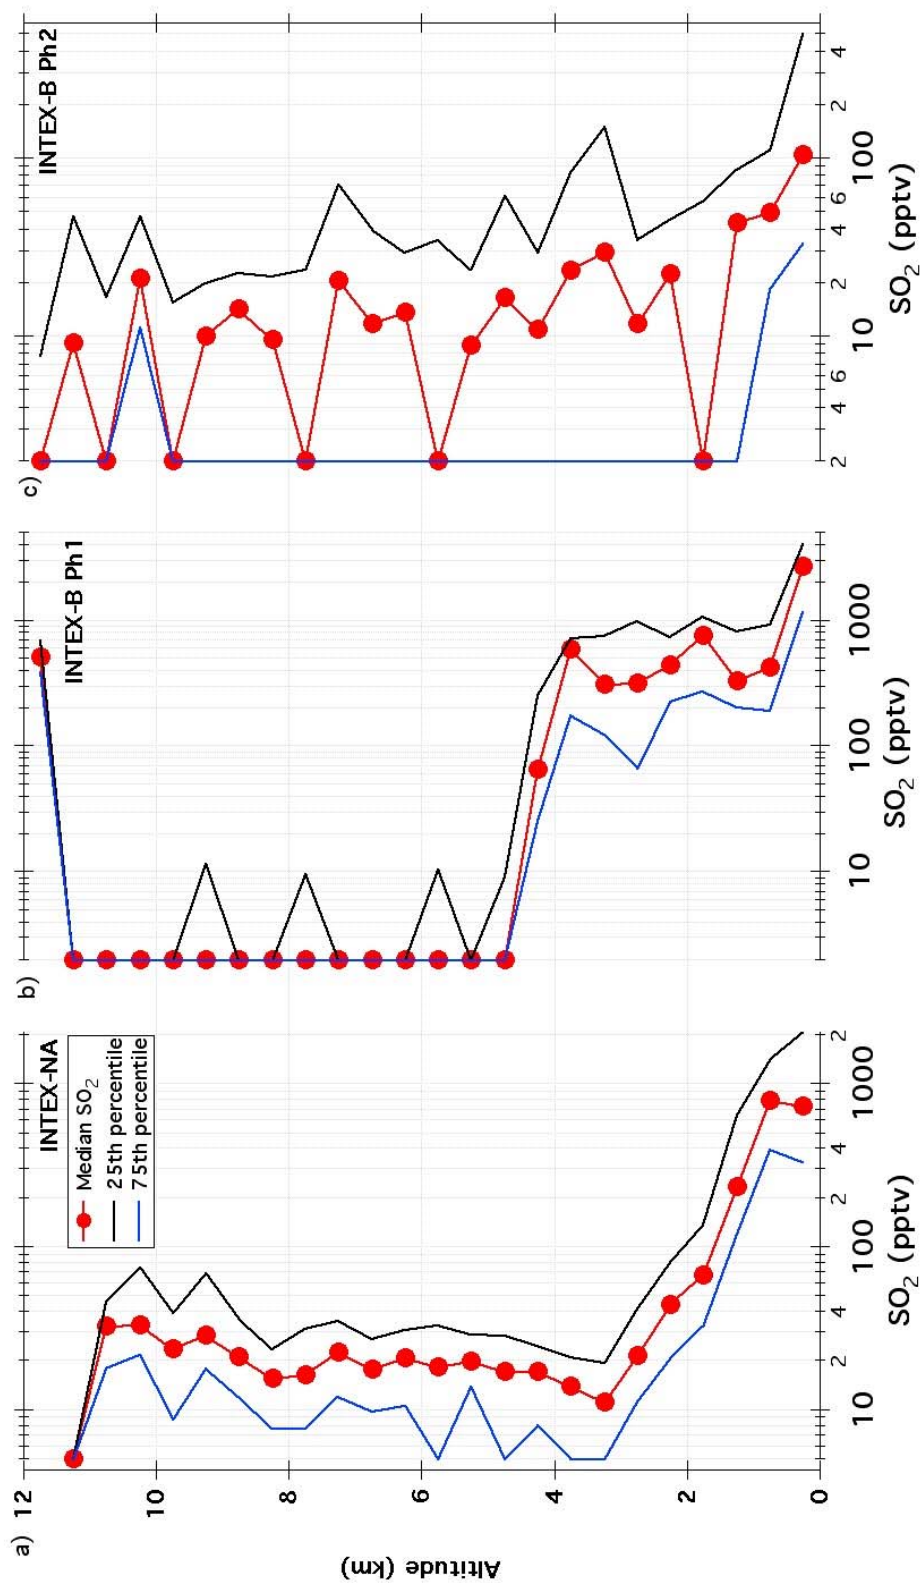 a)
INTEX-NA
Median SO2
25th percentile
75th percentile
12
10
8
6
4
2
0
Altitude (km)
10
2
4
100
2
4
1000
2
SO2 (pptv)
b)
INTEX-B Ph1
10
100
1000
SO2 (pptv)
c)
INTEX-B Ph2
2
4
6
10
2
4
6
100
2
4
SO2 (pptv)